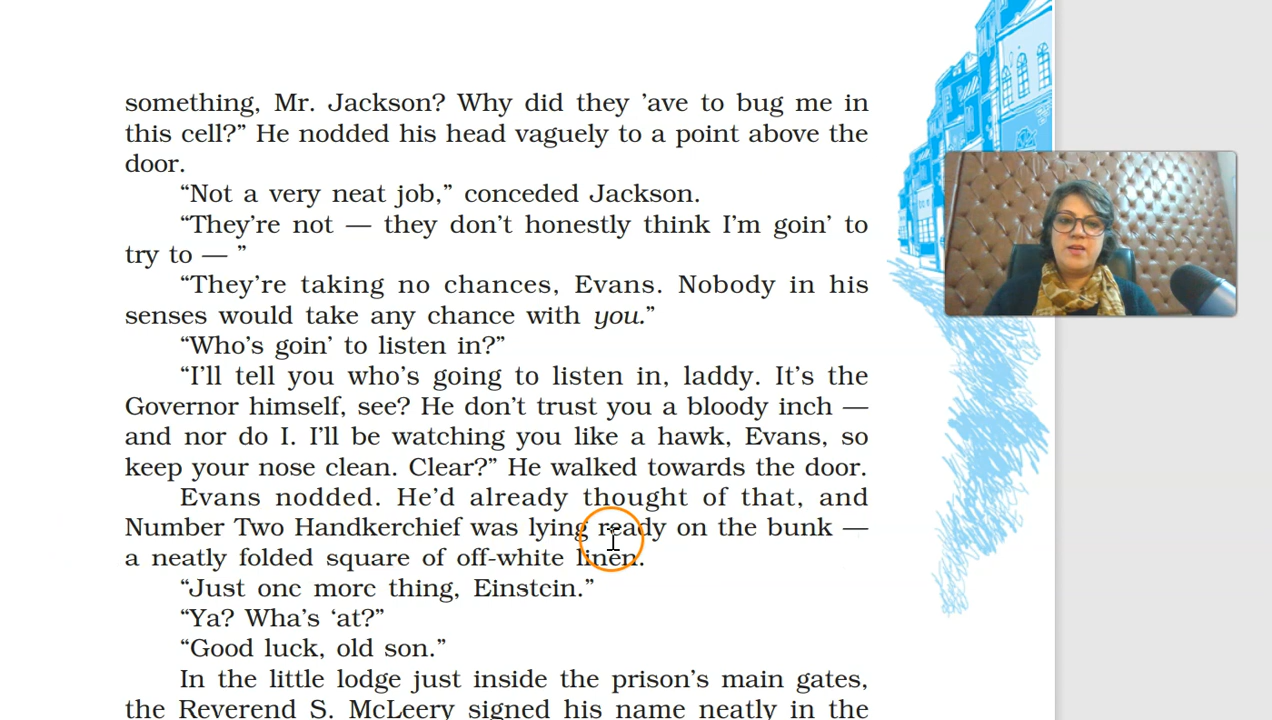 something, Mr. Jackson? Why did they ’ave to bug me in
this cell?” He nodded his head vaguely to a point above the
door.
“Not a very neat job,” conceded Jackson.
“They’re not — they don’t honestly think I’m goin’ to
try to — ”
“They’re taking no chances, Evans. Nobody in his
senses would take any chance with you.”
“Who’s goin’ to listen in?”
“I’ll tell you who’s going to listen in, laddy. It’s the
Governor himself, see? He don’t trust you a bloody inch —
and nor do I. I’ll be watching you like a hawk, Evans, so
keep your nose clean. Clear?” He walked towards the door.
Evans nodded. He’d already thought of that, and
Number Two Handkerchief was lying ready on the bunk —
a neatly folded square of off-white linen.
“Just one more thing, Einstein.”
“Ya? Wha’s ‘at?”
“Good luck, old son.”
In the little lodge just inside the prison’s main gates,
the Reverend S. McLeery signed his name neatly in the